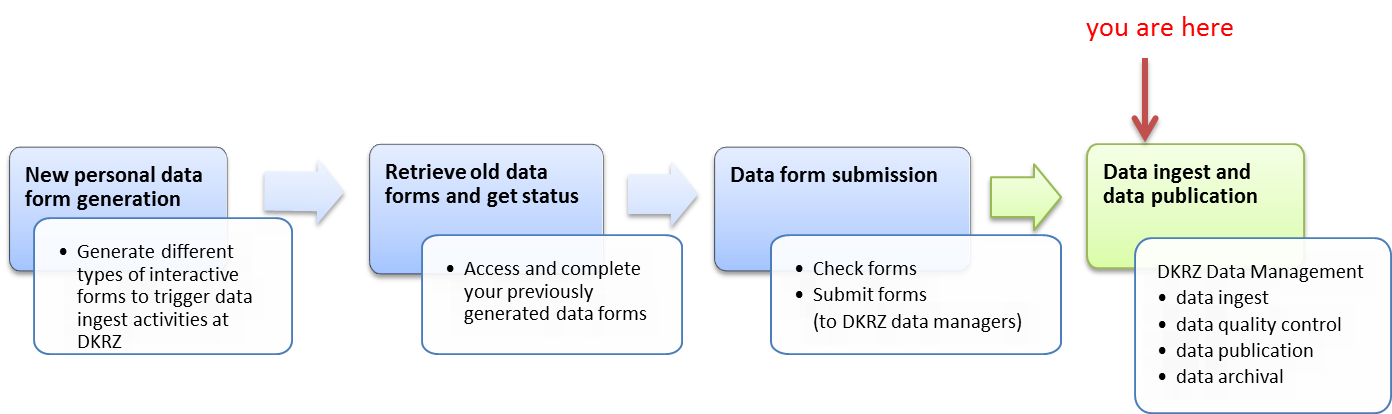 you are here
New personal data
form generation
• Generate different
types of interactive
forms to trigger data
ingest activities at
DKRZ
Retrieve old data
forms and get status
• Access and complete
your previously
generated data forms
Data form submission
• Check forms
• Submit forms
(to DKRZ data managers)
Data ingest and
data publication
DKRZ Data Management
• data ingest
• data quality control
• data publication
• data archival